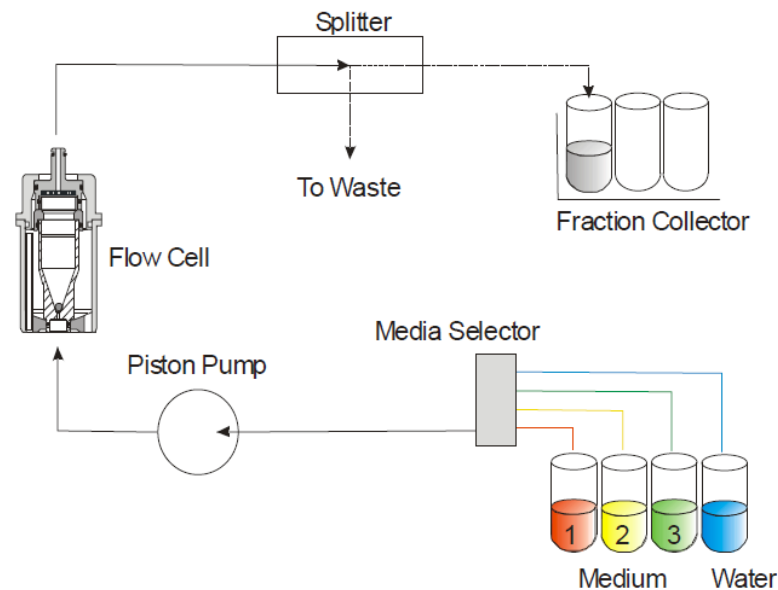 Splitter
To Waste
Fraction Collector
Flow Cell
Media Selector
Piston Pump
1 2 3
Medium Water